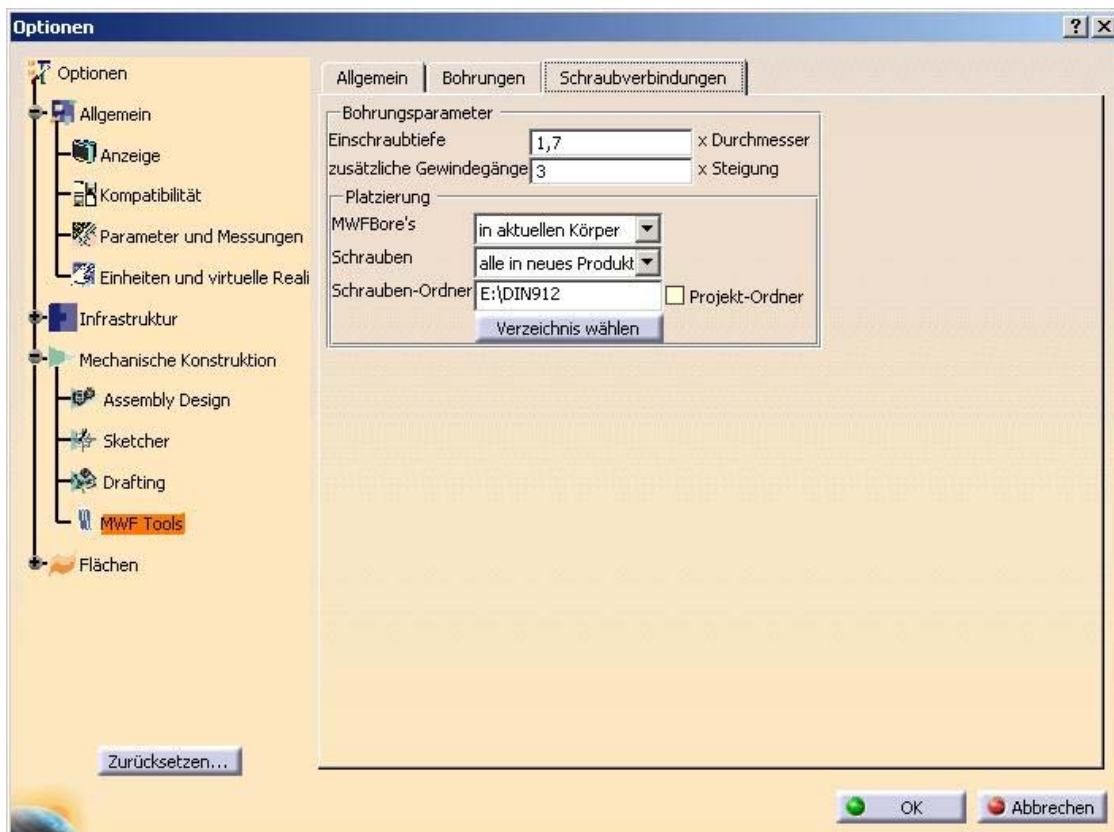 Optionen
Optionen
Allgemein
Anzeige
Kompatibilität
Parameter und Messungen
Einheiten und virtuelle Reali
Infrastruktur
Mechanische Konstruktion
Assembly Design
Sketcher
Drafting
MWF Tools
Flächen
Zurücksetzen...
Allgemein Bohrungen Schraubverbindungen
Bohrungsparameter
Einschraubtiefe 1,7 x Durchmesser
zusätzliche Gewindegänge 3 x Steigung
Platzierung
MWFBore's in aktuellen Körper
Schrauben alle in neues Produkt
Schrauben-Ordner E:\DIN912 Projekt-Ordner
Verzeichnis wählen
OK Abbrechen